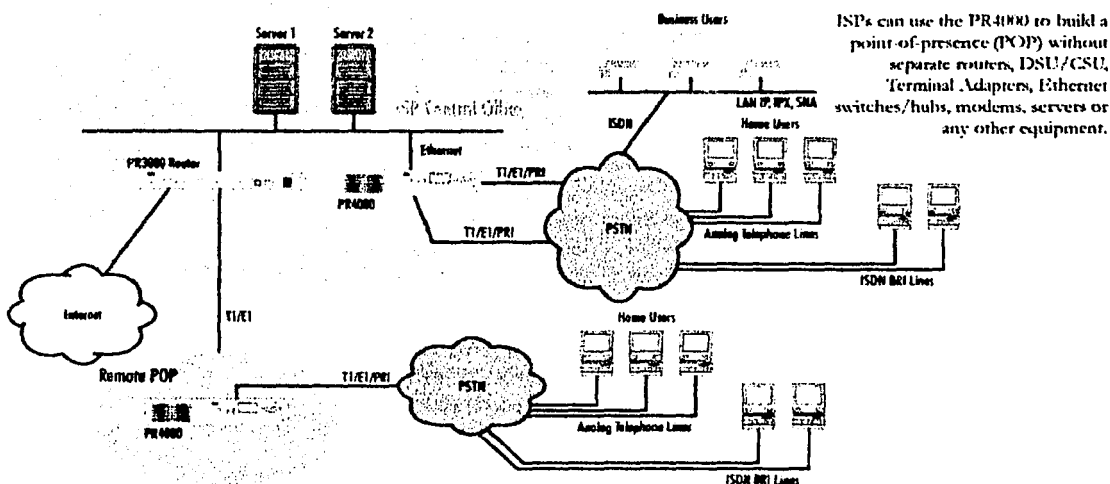 Business Users
ISPs can use the PR4000 to build a
point-of-presence (POP) without
separate routers, DSU/CSU,
Terminal Adapters, Ethernet
switches/hubs, modems, servers or
any other equipment.
Server 1
Server 2
ISP Central Office
LAN IP, IPX, SNA
ISDN
Home Users
Ethernet
PR3000 Router
T1/E1/PRI
PR4000
PSTN
T1/E1/PRI
Analog Telephone Lines
ISDN BRI Lines
Internet
T1/E1
Home Users
Remote POP
T1/E1/PRI
PSTN
PR4000
Analog Telephone Lines
ISDN BRI Lines